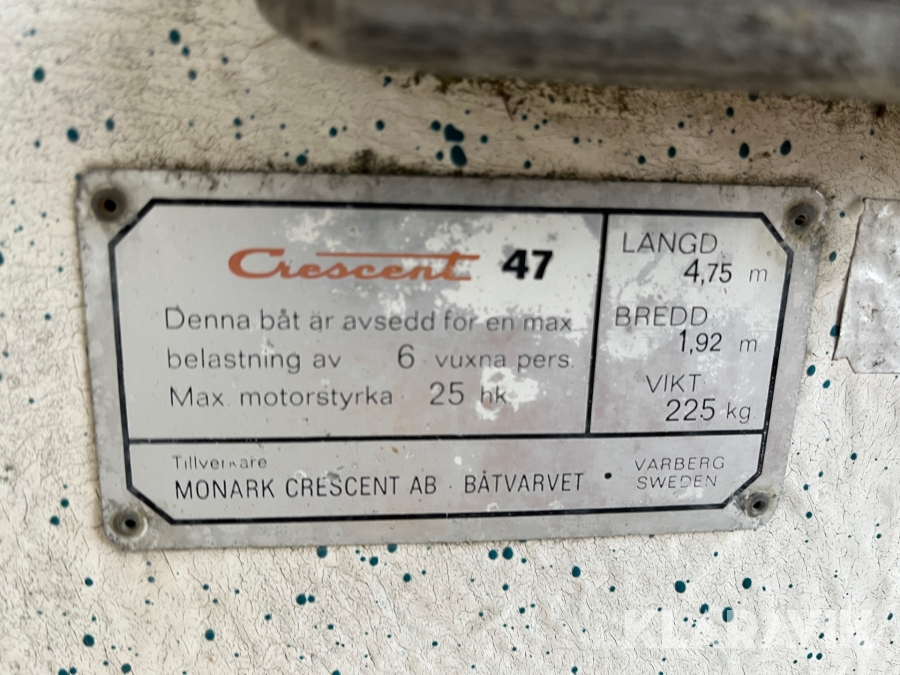 Crescent 47
Denna båt är avsedd för en max
belastning av 6 vuxna pers.
Max. motorstyrka 25 hk
LÄNGD
4,75 m
BREDD
1,92 m.
VIKT
225 kg
Tillverkare
MONARK CRESCENT AB · BÅTVARVET •
VARBERG
SWEDEN
KLARAVIK